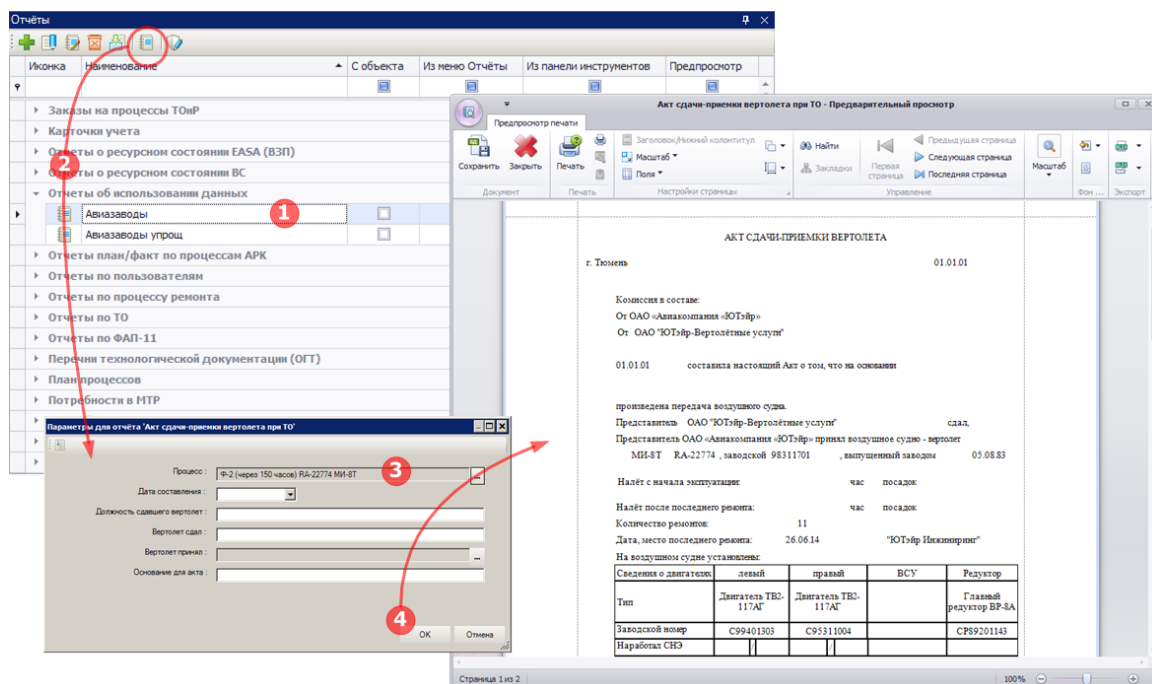 Отчёты
Иконка Наименование С объекта Из меню Отчёты Из панели инструментов Предпросмотр
Заказы на процессы ТОиР
Карточки учета
2
Отчеты о ресурсном состоянии EASA (ВЗП)
Отчеты о ресурсном состоянии ВС
Отчеты об использовании данных
Авиазаводы
1
Авиазаводы упрощ
Отчеты план/факт по процессам АРК
Отчеты по пользователям
Отчеты по процессу ремонта
Отчеты по ТО
Отчеты по ФАП-11
Перечни технологической документации (ОГТ)
План процессов
Потребности в МТР
Параметры для отчёта 'Акт сдачи-приемки вертолета при ТО'
Процесс : Ф-2 (через 150 часов) RA-22774 МИ-8Т
3
...
Дата составления :
Должность сдавшего вертолет :
Вертолет сдал :
Вертолет принял :
...
Основание для акта :
4
OK Отмена
Акт сдачи-приемки вертолета при ТО - Предварительный просмотр
Предпросмотр печати
Сохранить Закрыть Печать
Заголовок/Нижний колонтитул
Масштаб
Поля
Найти
Закладки
Первая страница
Предыдущая страница
Следующая страница
Последняя страница
Масштаб
Документ Печать Настройки страницы Управление Фон ... Экспорт
АКТ СДАЧИ-ПРИЕМКИ ВЕРТОЛЕТА
г. Тюмень 01.01.01
Комиссия в составе:
От ОАО «Авиакомпания «ЮТэйр»
От ОАО "ЮТэйр-Вертолётные услуги"
01.01.01 составила настоящий Акт о том, что на основании
произведена передача воздушного судна.
Представитель ОАО "ЮТэйр-Вертолётные услуги" сдал,
Представитель ОАО «Авиакомпания «ЮТэйр» принял воздушное судно - вертолет
МИ-8Т RA-22774 , заводской 98311701 , выпущенный заводом 05.08.83
Налёт с начала эксплуатации: час посадок
Налёт после последнего ремонта: час посадок
Количество ремонтов: 11
Дата, место последнего ремонта: 26.06.14 "ЮТэйр Инжиниринг"
На воздушном судне установлены:
Сведения о двигателях левый правый ВСУ Редуктор
Тип Двигатель ТВ2-117АГ Двигатель ТВ2-117АГ Главный редуктор ВР-8А
Заводской номер С99401303 С95311004 СР89201143
Наработал СНЭ / /
Страница 1 из 2 100%